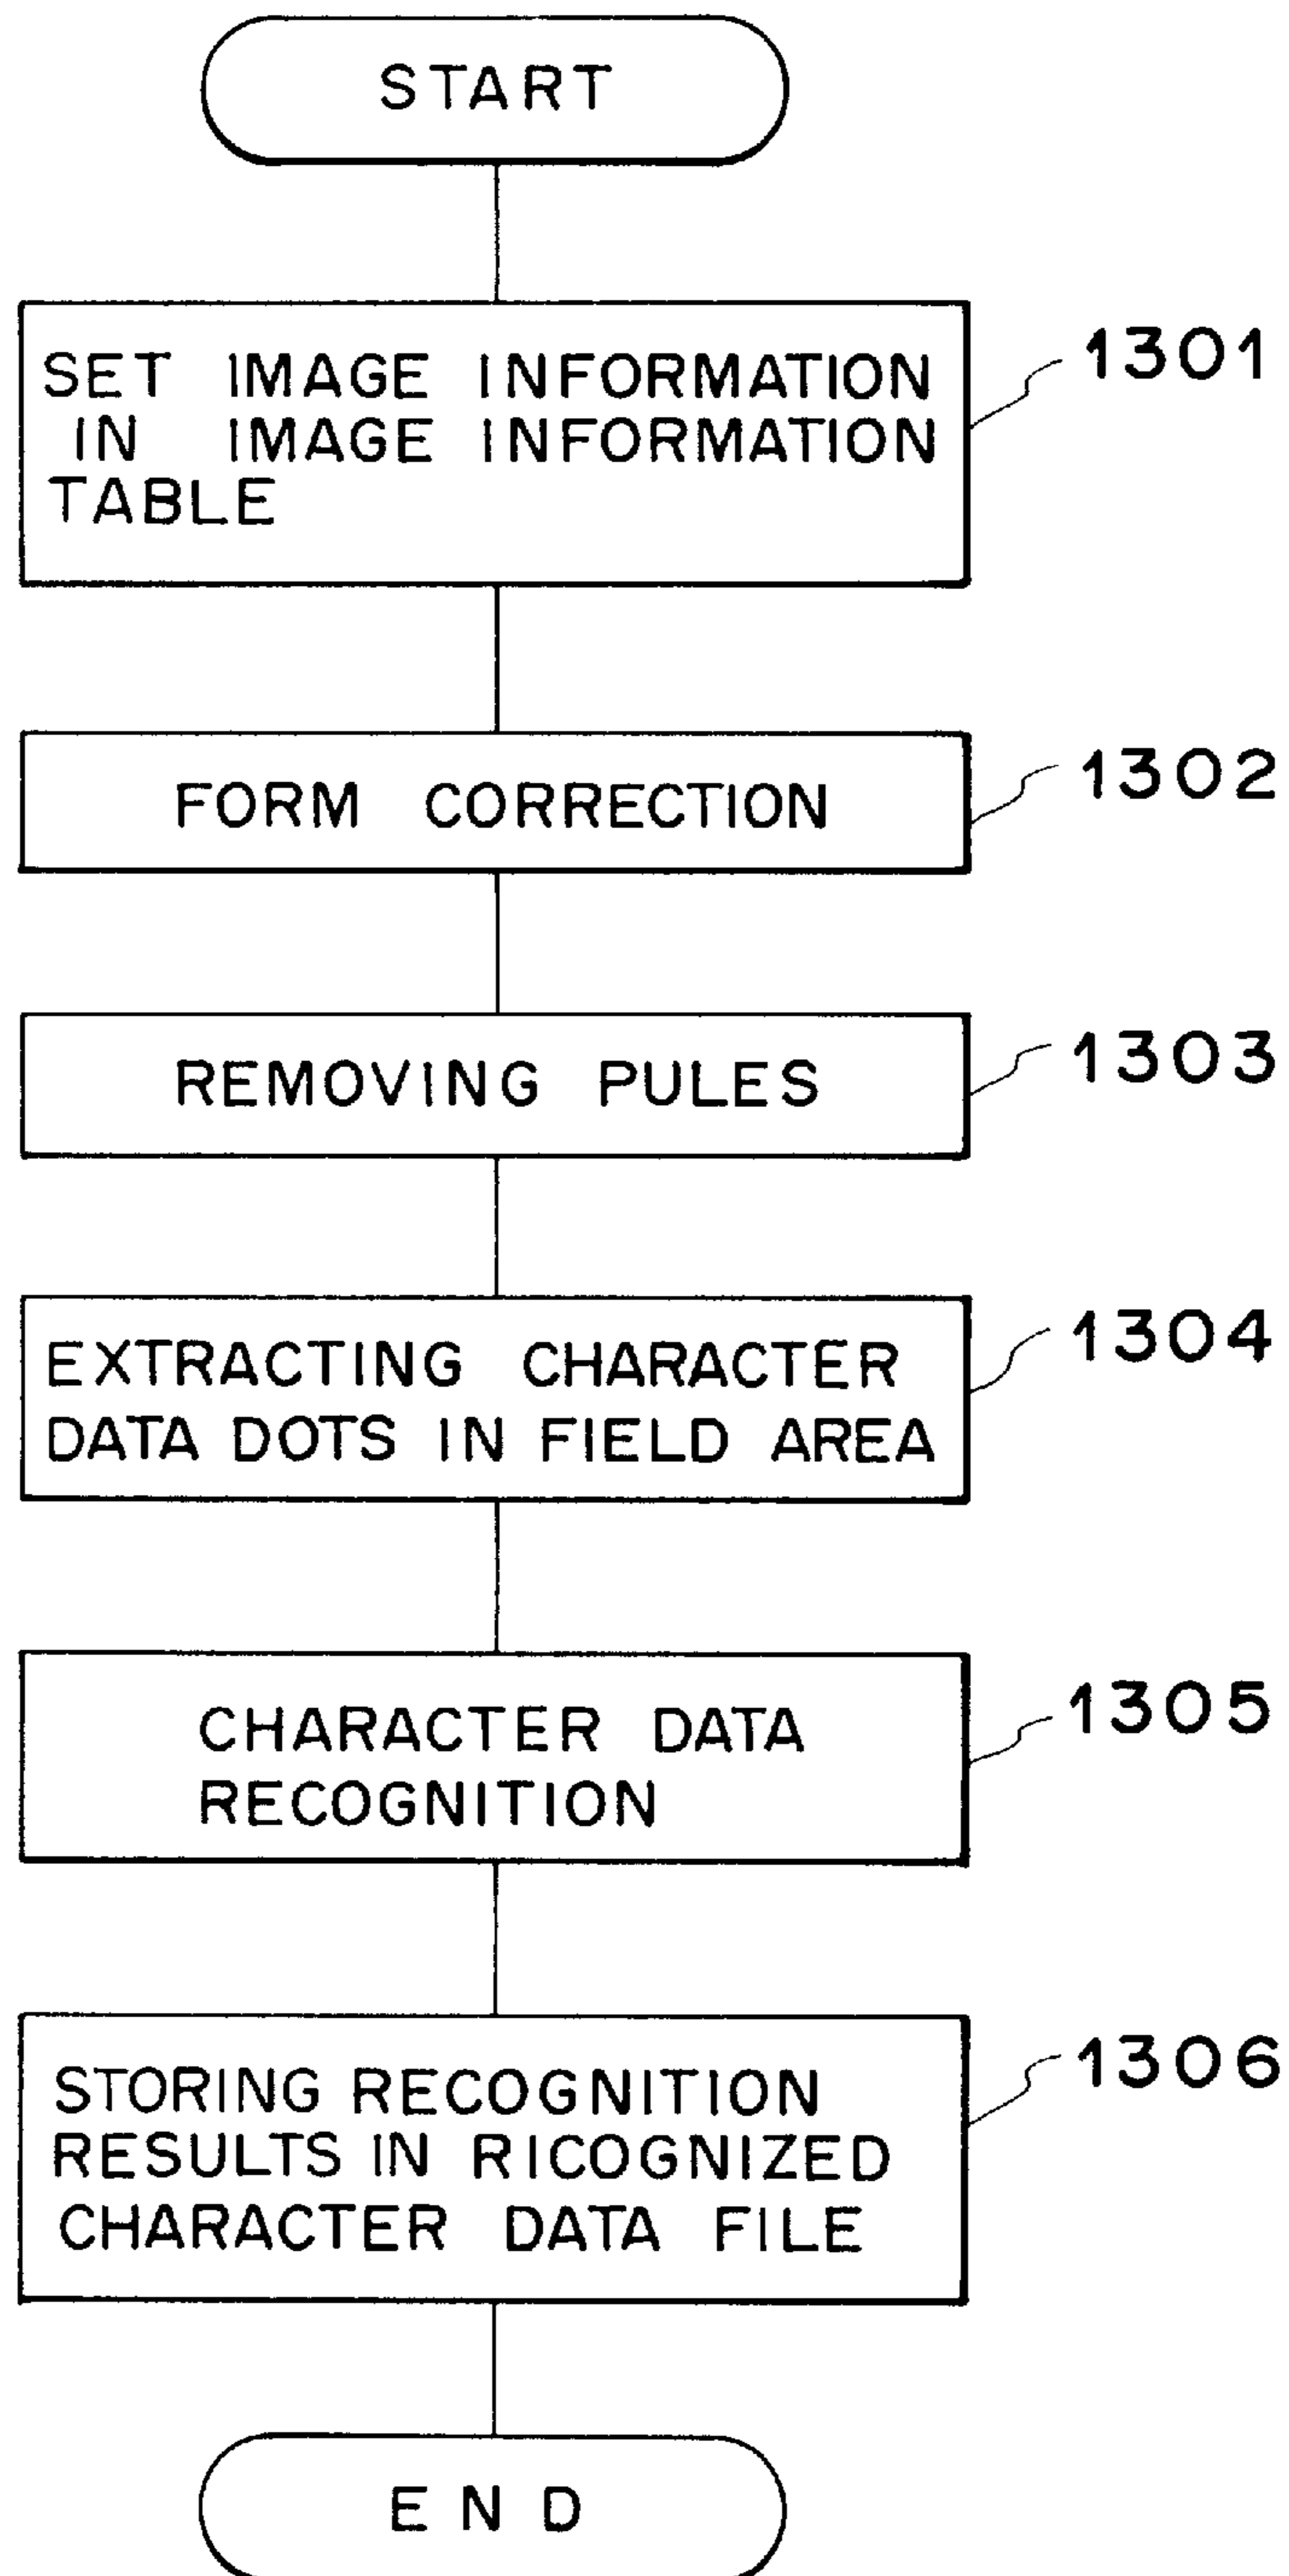 START
SET IMAGE INFORMATION
IN IMAGE INFORMATION
TABLE
1301
FORM CORRECTION
1302
REMOVING PULES
1303
EXTRACTING CHARACTER
DATA DOTS IN FIELD AREA
1304
CHARACTER DATA
RECOGNITION
1305
STORING RECOGNITION
RESULTS IN RICOGNIZED
CHARACTER DATA FILE
1306
END